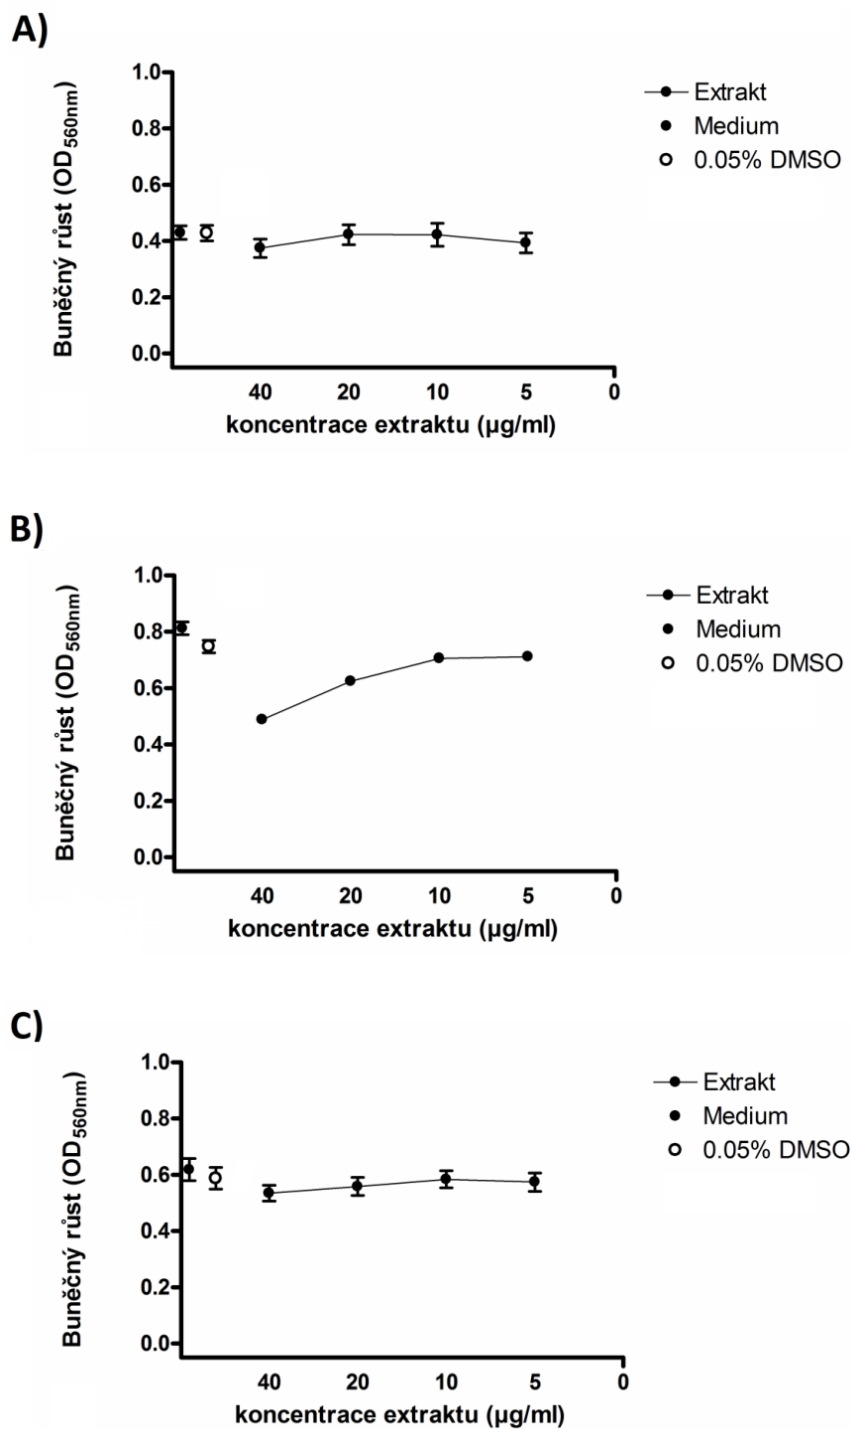 A)
Buněčný růst (OD560nm)
1.0
0.8
0.6
0.4
0.2
0.0
40 20 10 5 0
koncentrace extraktu (µg/ml)
Extrakt
Medium
0.05% DMSO
B)
Buněčný růst (OD560nm)
1.0
0.8
0.6
0.4
0.2
0.0
40 20 10 5 0
koncentrace extraktu (µg/ml)
Extrakt
Medium
0.05% DMSO
C)
Buněčný růst (OD560nm)
1.0
0.8
0.6
0.4
0.2
0.0
40 20 10 5 0
koncentrace extraktu (µg/ml)
Extrakt
Medium
0.05% DMSO